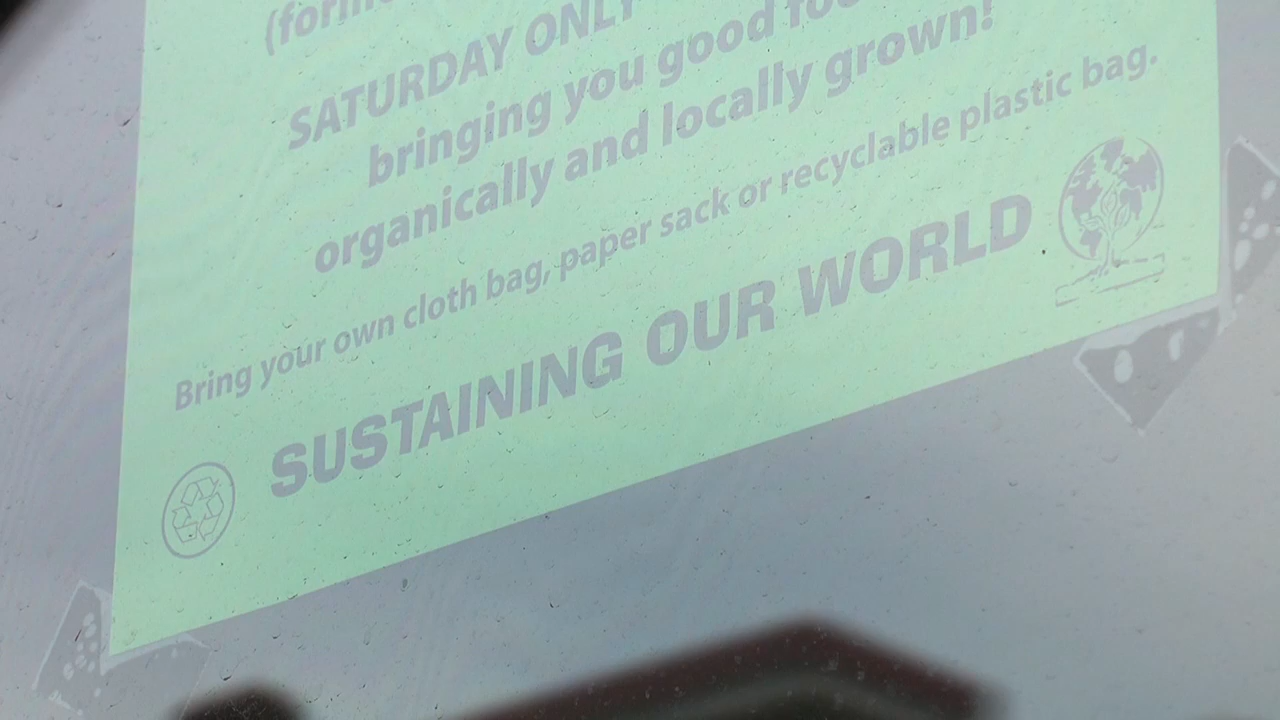 SATURDAY ONLY
bringing you good
organically and locally grown!
Bring your own cloth bag, paper sack or recyclable plastic bag.
SUSTAINING OUR WORLD